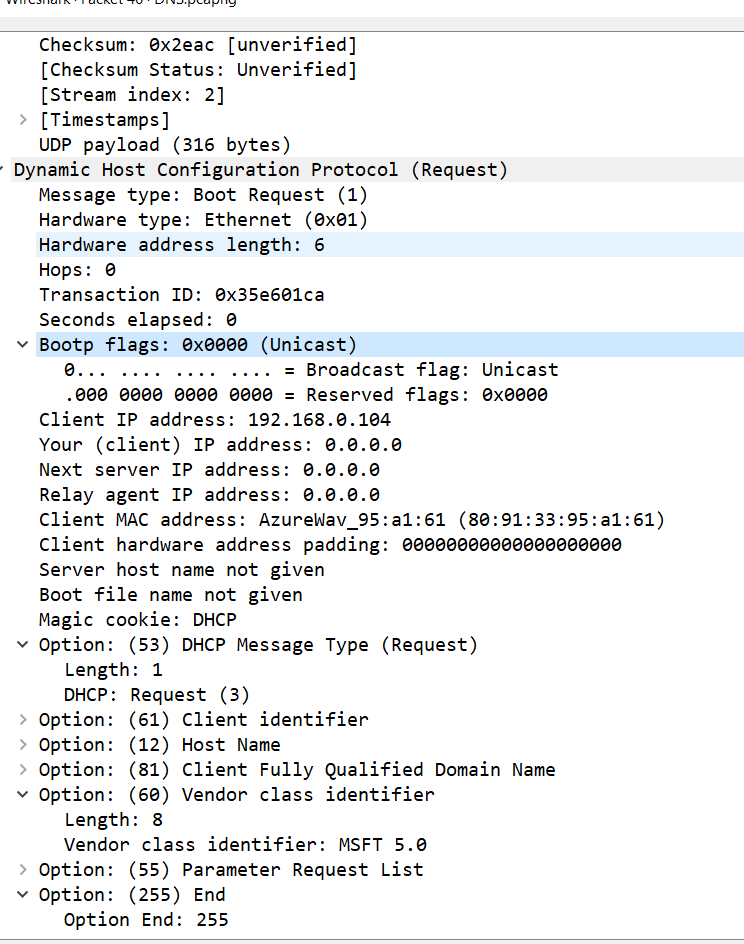 Wireshark · Packet 40 · DNS.pcapng
Checksum: 0x2eac [unverified]
[Checksum Status: Unverified]
[Stream index: 2]
[Timestamps]
UDP payload (316 bytes)
Dynamic Host Configuration Protocol (Request)
Message type: Boot Request (1)
Hardware type: Ethernet (0x01)
Hardware address length: 6
Hops: 0
Transaction ID: 0x35e601ca
Seconds elapsed: 0
Bootp flags: 0x0000 (Unicast)
0... .... .... .... = Broadcast flag: Unicast
.000 0000 0000 0000 = Reserved flags: 0x0000
Client IP address: 192.168.0.104
Your (client) IP address: 0.0.0.0
Next server IP address: 0.0.0.0
Relay agent IP address: 0.0.0.0
Client MAC address: AzureWav_95:a1:61 (80:91:33:95:a1:61)
Client hardware address padding: 00000000000000000000
Server host name not given
Boot file name not given
Magic cookie: DHCP
Option: (53) DHCP Message Type (Request)
Length: 1
DHCP: Request (3)
Option: (61) Client identifier
Option: (12) Host Name
Option: (81) Client Fully Qualified Domain Name
Option: (60) Vendor class identifier
Length: 8
Vendor class identifier: MSFT 5.0
Option: (55) Parameter Request List
Option: (255) End
Option End: 255